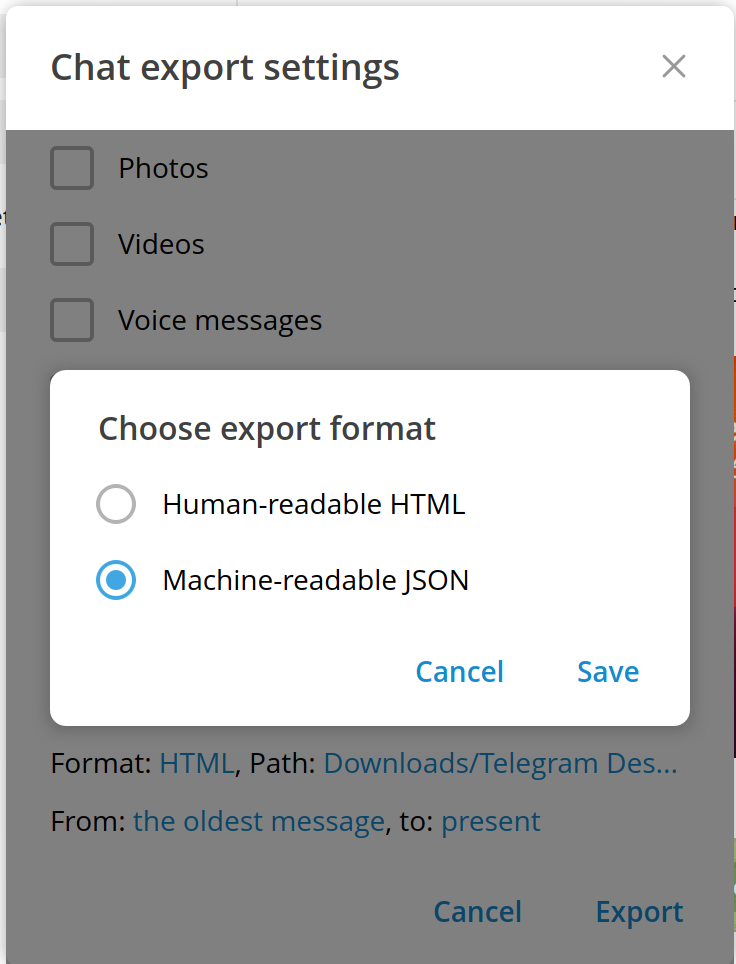 Chat export settings
Photos
Videos
Voice messages
Choose export format
Human-readable HTML
Machine-readable JSON
Cancel Save
Format: HTML, Path: Downloads/Telegram Des...
From: the oldest message, to: present
Cancel Export